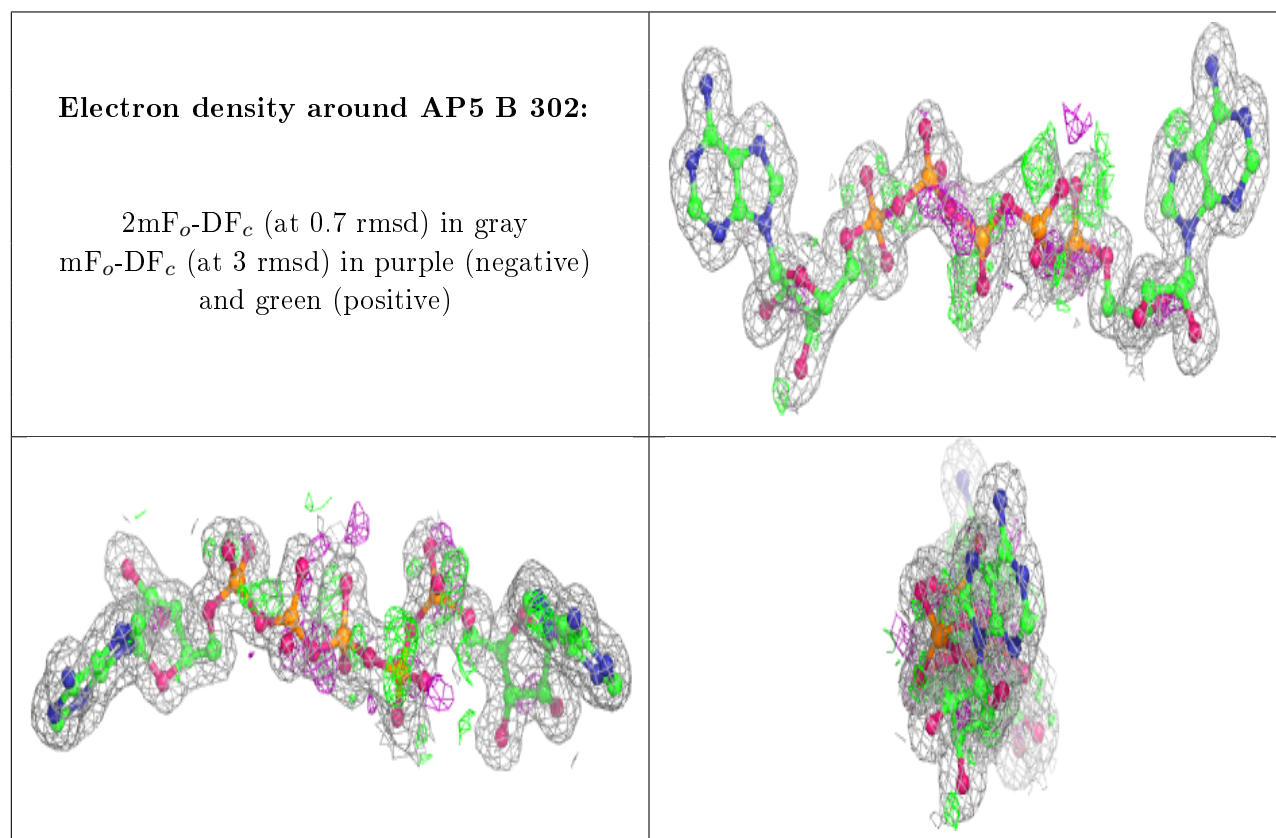 Electron density around AP5 B 302:
2mFₒ-DF𝒸 (at 0.7 rmsd) in gray
mFₒ-DF𝒸 (at 3 rmsd) in purple (negative)
and green (positive)